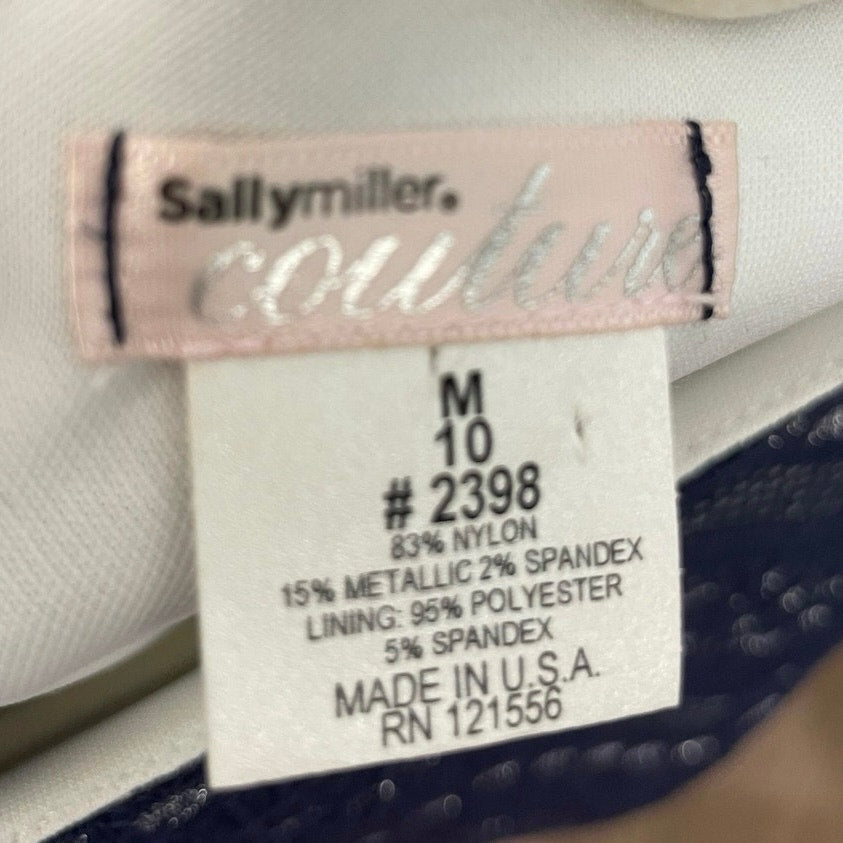 Sallymiller.
couture
M
10
# 2398
83% NYLON
15% METALLIC 2% SPANDEX
LINING: 95% POLYESTER
5% SPANDEX
MADE IN U.S.A.
RN 121556